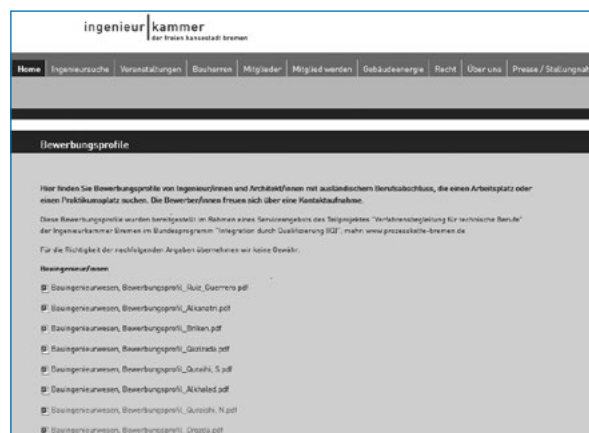 ingenieur kammer
der freien hansestadt bremen
Home Ingenieursuche Veranstaltungen Bauherren Mitglieder Mitglied werden Gebäudeenergie Recht Über uns Presse / Stellungnah
Bewerbungsprofile
Hier finden Sie Bewerbungsprofile von Ingenieur/innen und Architekt/innen mit ausländischem Berufsabschluss, die einen Arbeitsplatz oder
einen Praktikumsplatz suchen. Die Bewerber/innen freuen sich über eine Kontaktaufnahme.
Diese Bewerbungsprofile wurden bereitgestellt im Rahmen eines Serviceangebots des Teilprojektes "Verfahrensbegleitung für technische Berufe"
der Ingenieurkammer Bremen im Bundesprogramm "Integration durch Qualifizierung (IQ)", mehr: www.prozesskette-bremen.de
Für die Richtigkeit der nachfolgenden Angaben übernehmen wir keine Gewähr.
Bauingenieur/innen
Bauingenieurwesen, Bewerbungsprofil_Ruiz_Guerrero.pdf
Bauingenieurwesen, Bewerbungsprofil_Alkanatri.pdf
Bauingenieurwesen, Bewerbungsprofil_Briken.pdf
Bauingenieurwesen,
Bauingenieurwesen, Bewerbungsprofil_Quraihi, S.pdf
Bauingenieurwesen, Bewerbungsprofil_Alkhaled.pdf
Bauingenieurwesen, Bewerbungsprofil_Quraishi, N.pdf
Bauingenieurwesen,